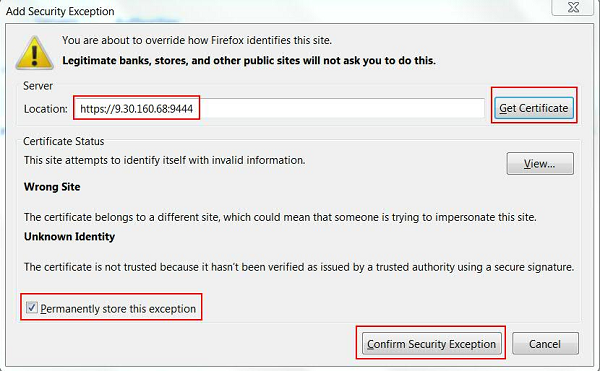 Add Security Exception
You are about to override how Firefox identifies this site.
Legitimate banks, stores, and other public sites will not ask you to do this.
Server
Location: https://9.30.160.68:9444 Get Certificate
Certificate Status
This site attempts to identify itself with invalid information. View...
Wrong Site
The certificate belongs to a different site, which could mean that someone is trying to impersonate this site.
Unknown Identity
The certificate is not trusted because it hasn't been verified as issued by a trusted authority using a secure signature.
Permanently store this exception
Confirm Security Exception Cancel